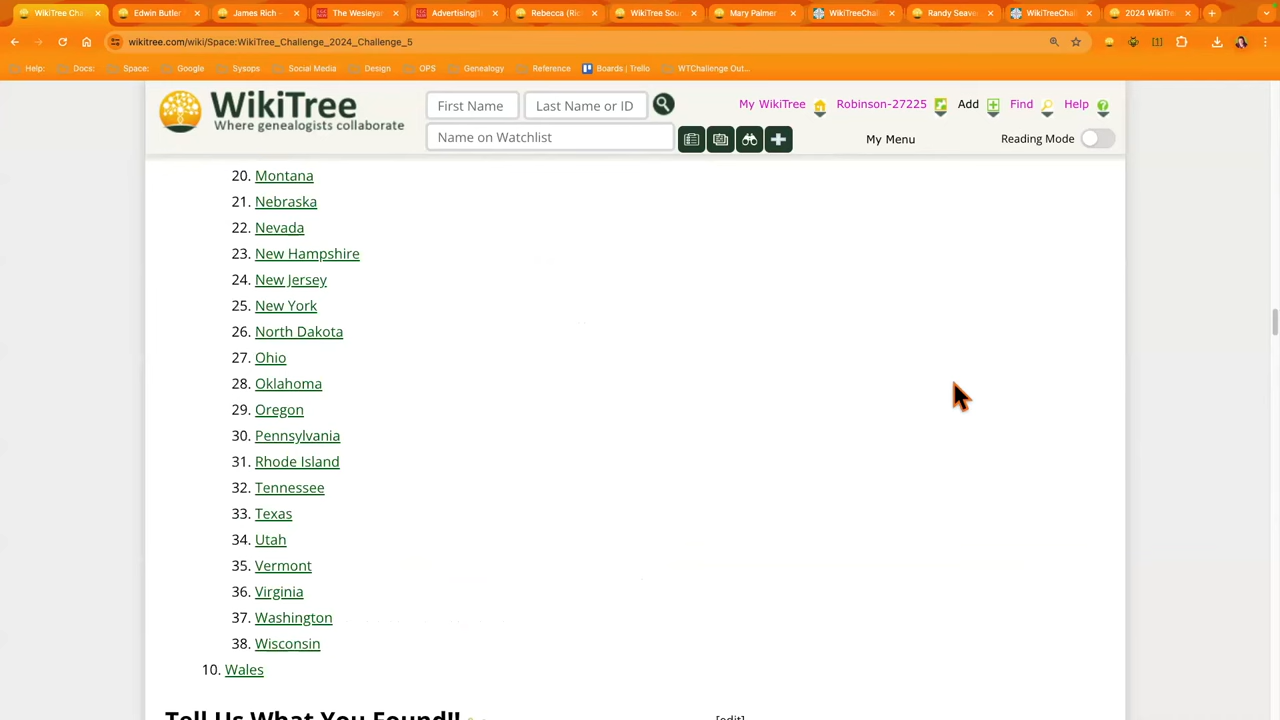 WikiTree Cha
Edwin Butler
James Rich -
The Wesleyan
Advertising|1
Rebecca (Ric
WikiTree Sou
Mary Palmer
WikiTreeChal
Randy Seave
WikiTreeChal
2024 WikiTre
wikitree.com/wiki/Space:WikiTree_Challenge_2024__Challenge_5
Help: Docs: Space: Google Sysops Social Media Design OPS Genealogy Reference Boards | Trello WTChallenge Out...
WikiTree
Where genealogists collaborate
First Name Last Name or ID
Name on Watchlist
My WikiTree Robinson-27225 Add Find Help
My Menu Reading Mode
20. Montana
21. Nebraska
22. Nevada
23. New Hampshire
24. New Jersey
25. New York
26. North Dakota
27. Ohio
28. Oklahoma
29. Oregon
30. Pennsylvania
31. Rhode Island
32. Tennessee
33. Texas
34. Utah
35. Vermont
36. Virginia
37. Washington
38. Wisconsin
10. Wales
Tell Us What You Found!! [edit]